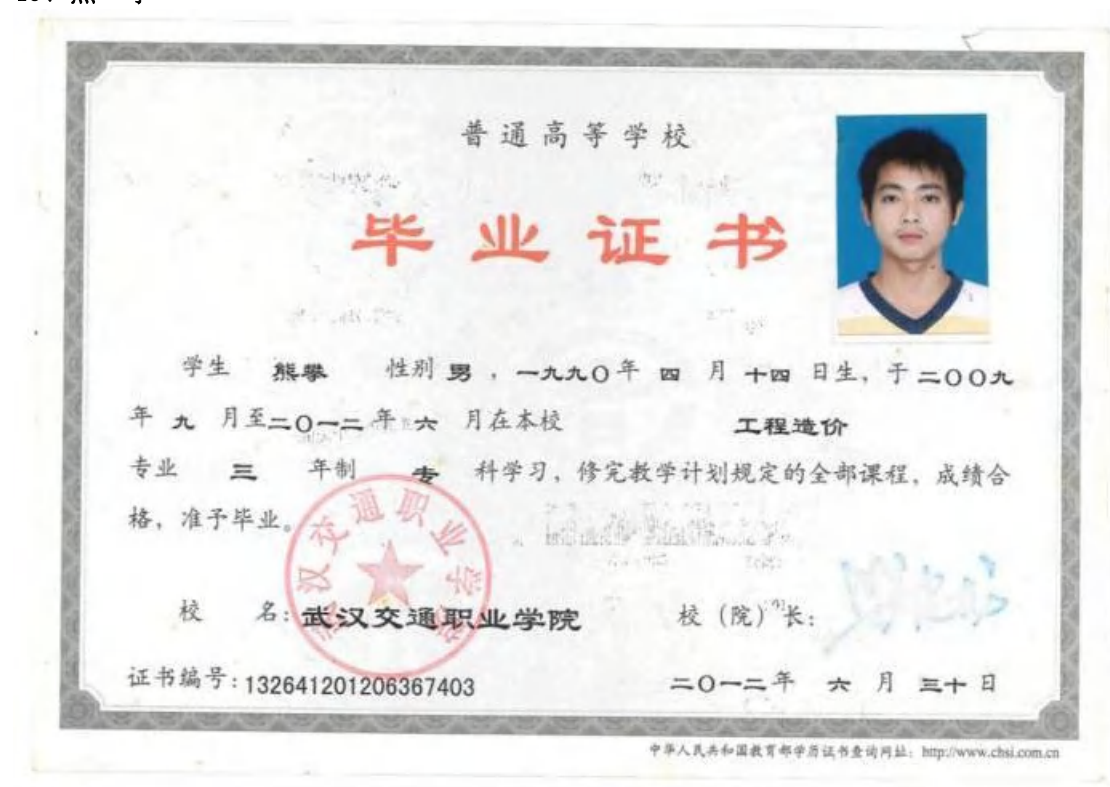 普通高等学校
毕业证书
学生 熊攀 性别 男 ，一九九〇年 四 月 十四 日生，于二〇〇九
年 九 月至二〇一二年 六 月在本校 工程造价
专业 三 年制 专 科学习，修完教学计划规定的全部课程，成绩合
格，准予毕业。
武汉交通职业学院
校 名：武汉交通职业学院 校（院）长：
证书编号：132641201206367403 二〇一二年 六 月 三十 日
中华人民共和国教育部学历证书查询网址：http://www.chsi.com.cn